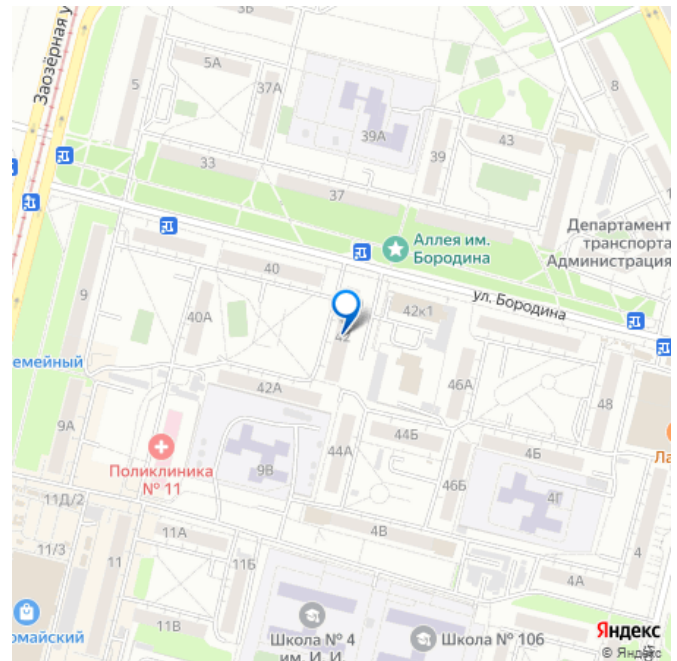 Заозёрная у
3Б
5А
37А
5
8
39А
43
39
33
37
Департамент
транспорта
Администрация
Аллея им.
Бородина
40
9
ул. Бородина
42к1
40А
42
емейный
42А
46А
48
9А
44Б
Ла
Поликлиника
№ 11
9В
44А
4Б
46Б
4Г
11Д/2
11А
4В
11/3
11
11Б
4
4А
омайский
11В
Школа № 4
им. И. И.
Школа № 106
Яндекс
© Яндекс